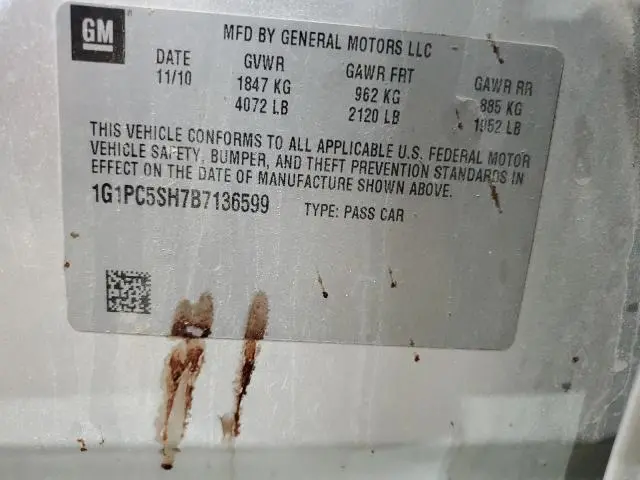 GM
MFD BY GENERAL MOTORS LLC
DATE GVWR GAWR FRT GAWR RR
11/10 1847 KG 962 KG 885 KG
4072 LB 2120 LB 1952 LB
THIS VEHICLE CONFORMS TO ALL APPLICABLE U.S. FEDERAL MOTOR
VEHICLE SAFETY, BUMPER, AND THEFT PREVENTION STANDARDS IN
EFFECT ON THE DATE OF MANUFACTURE SHOWN ABOVE.
1G1PC5SH7B7136599 TYPE: PASS CAR